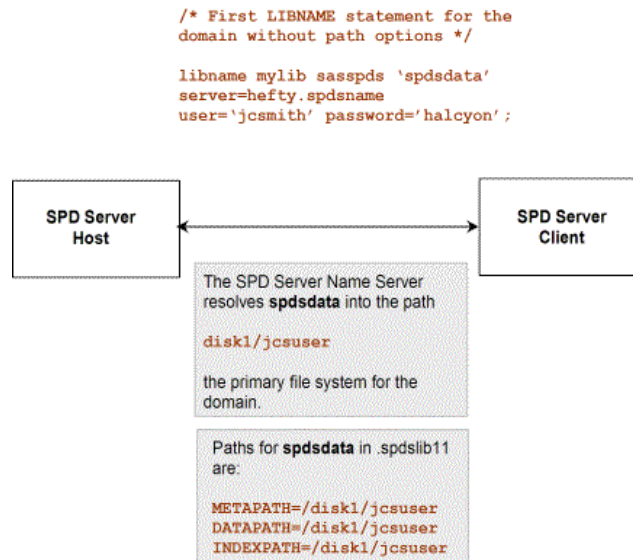 /* First LIBNAME statement for the
domain without path options */
libname mylib sasspds ‘spdsdata’
server=hefty.spdsname
user=‘jcsmith’ password=’halcyon’;
SPD Server
Host
SPD Server
Client
The SPD Server Name Server
resolves spdsdata into the path
disk1/jcsuser
the primary file system for the
domain.
Paths for spdsdata in .spdslib11
are:
METAPATH=/disk1/jcsuser
DATAPATH=/disk1/jcsuser
INDEXPATH=/disk1/jcsuser